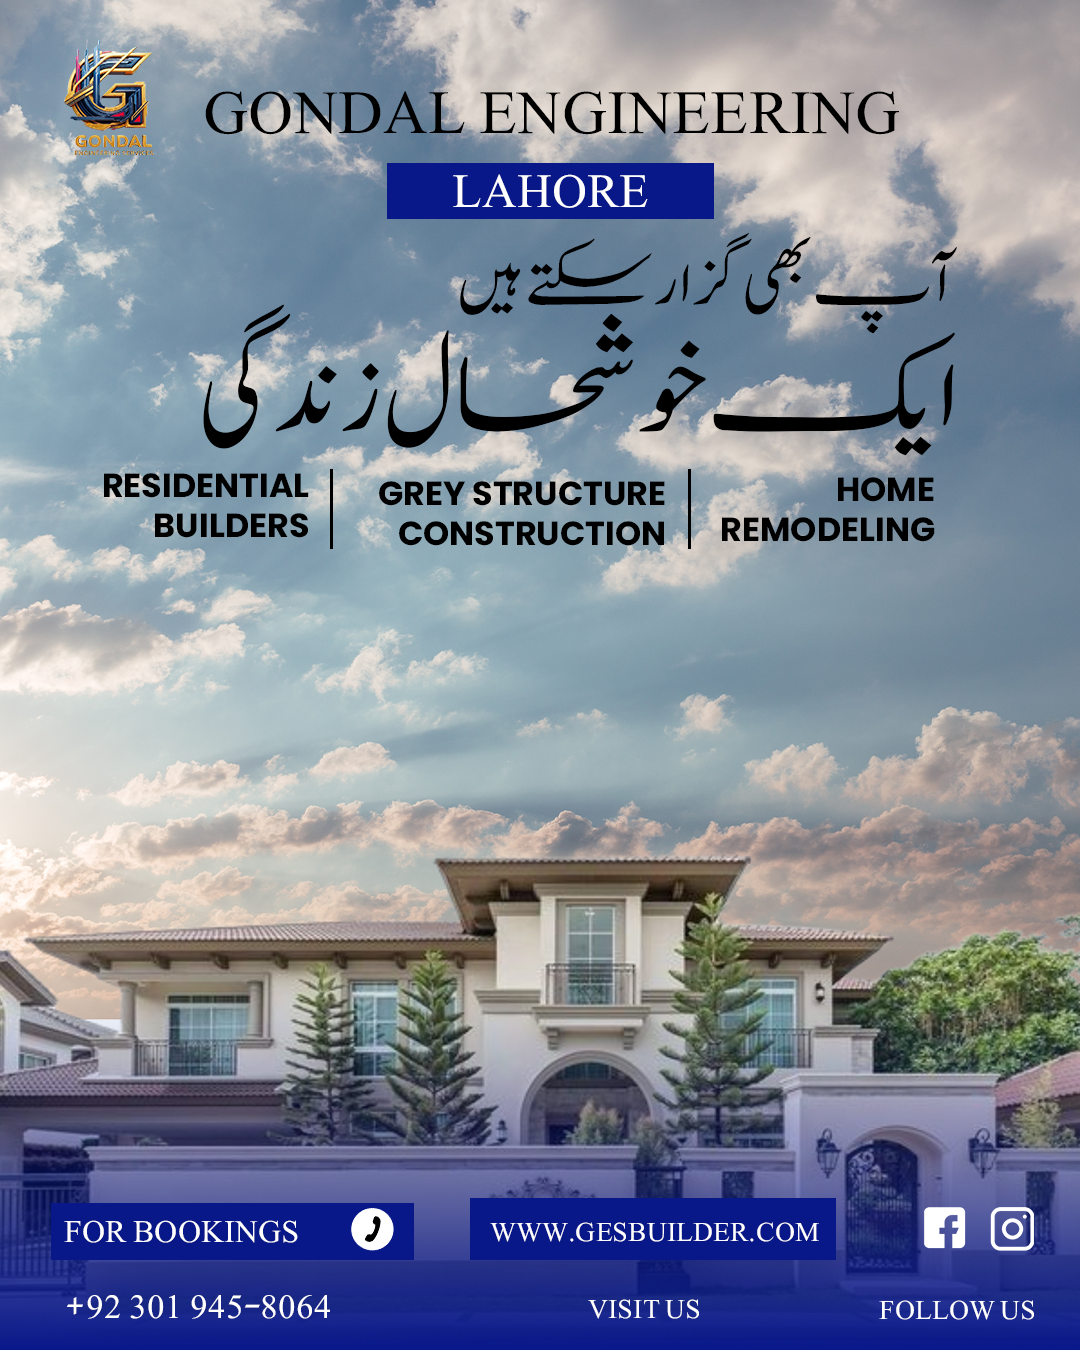 GONDAL
GONDAL ENGINEERING
LAHORE
آپ بھی گزار سکتے ہیں
ایک خوشحال زندگی
RESIDENTIAL
BUILDERS
GREY STRUCTURE
CONSTRUCTION
HOME
REMODELING
FOR BOOKINGS
WWW.GESBUILDER.COM
+92 301 945-8064
VISIT US
FOLLOW US